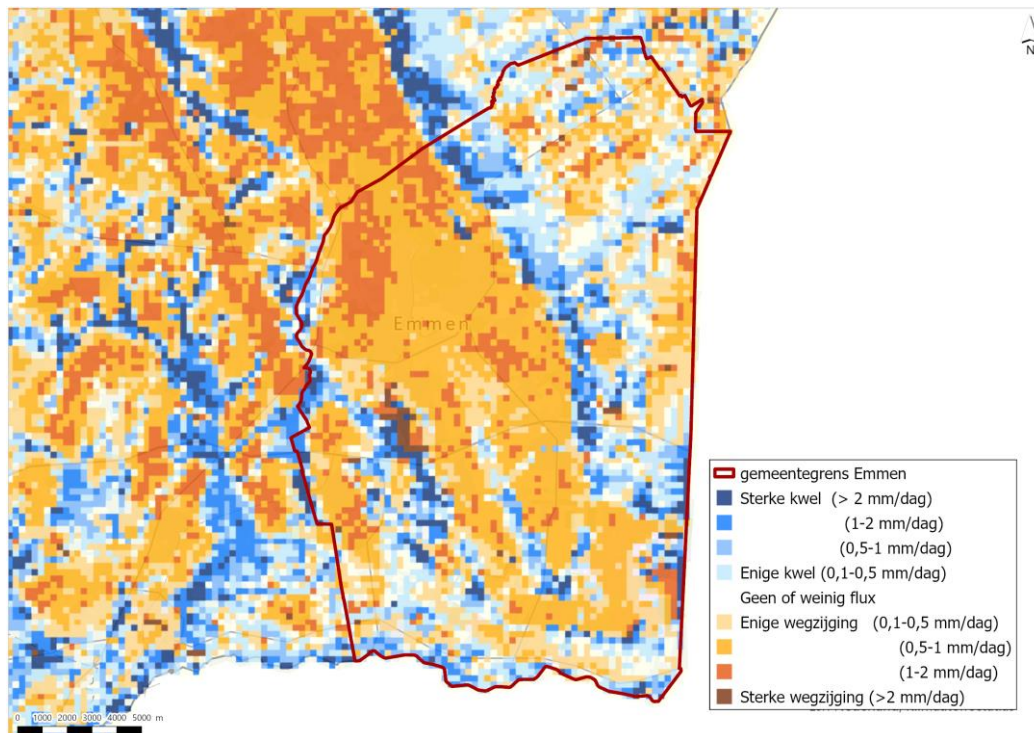 N
Emmen
gemeentegrens Emmen
Sterke kwel (> 2 mm/dag)
(1-2 mm/dag)
(0,5-1 mm/dag)
Enige kwel (0,1-0,5 mm/dag)
Geen of weinig flux
Enige wegzijging (0,1-0,5 mm/dag)
(0,5-1 mm/dag)
(1-2 mm/dag)
Sterke wegzijging (>2 mm/dag)
0 1000 2000 3000 4000 5000 m